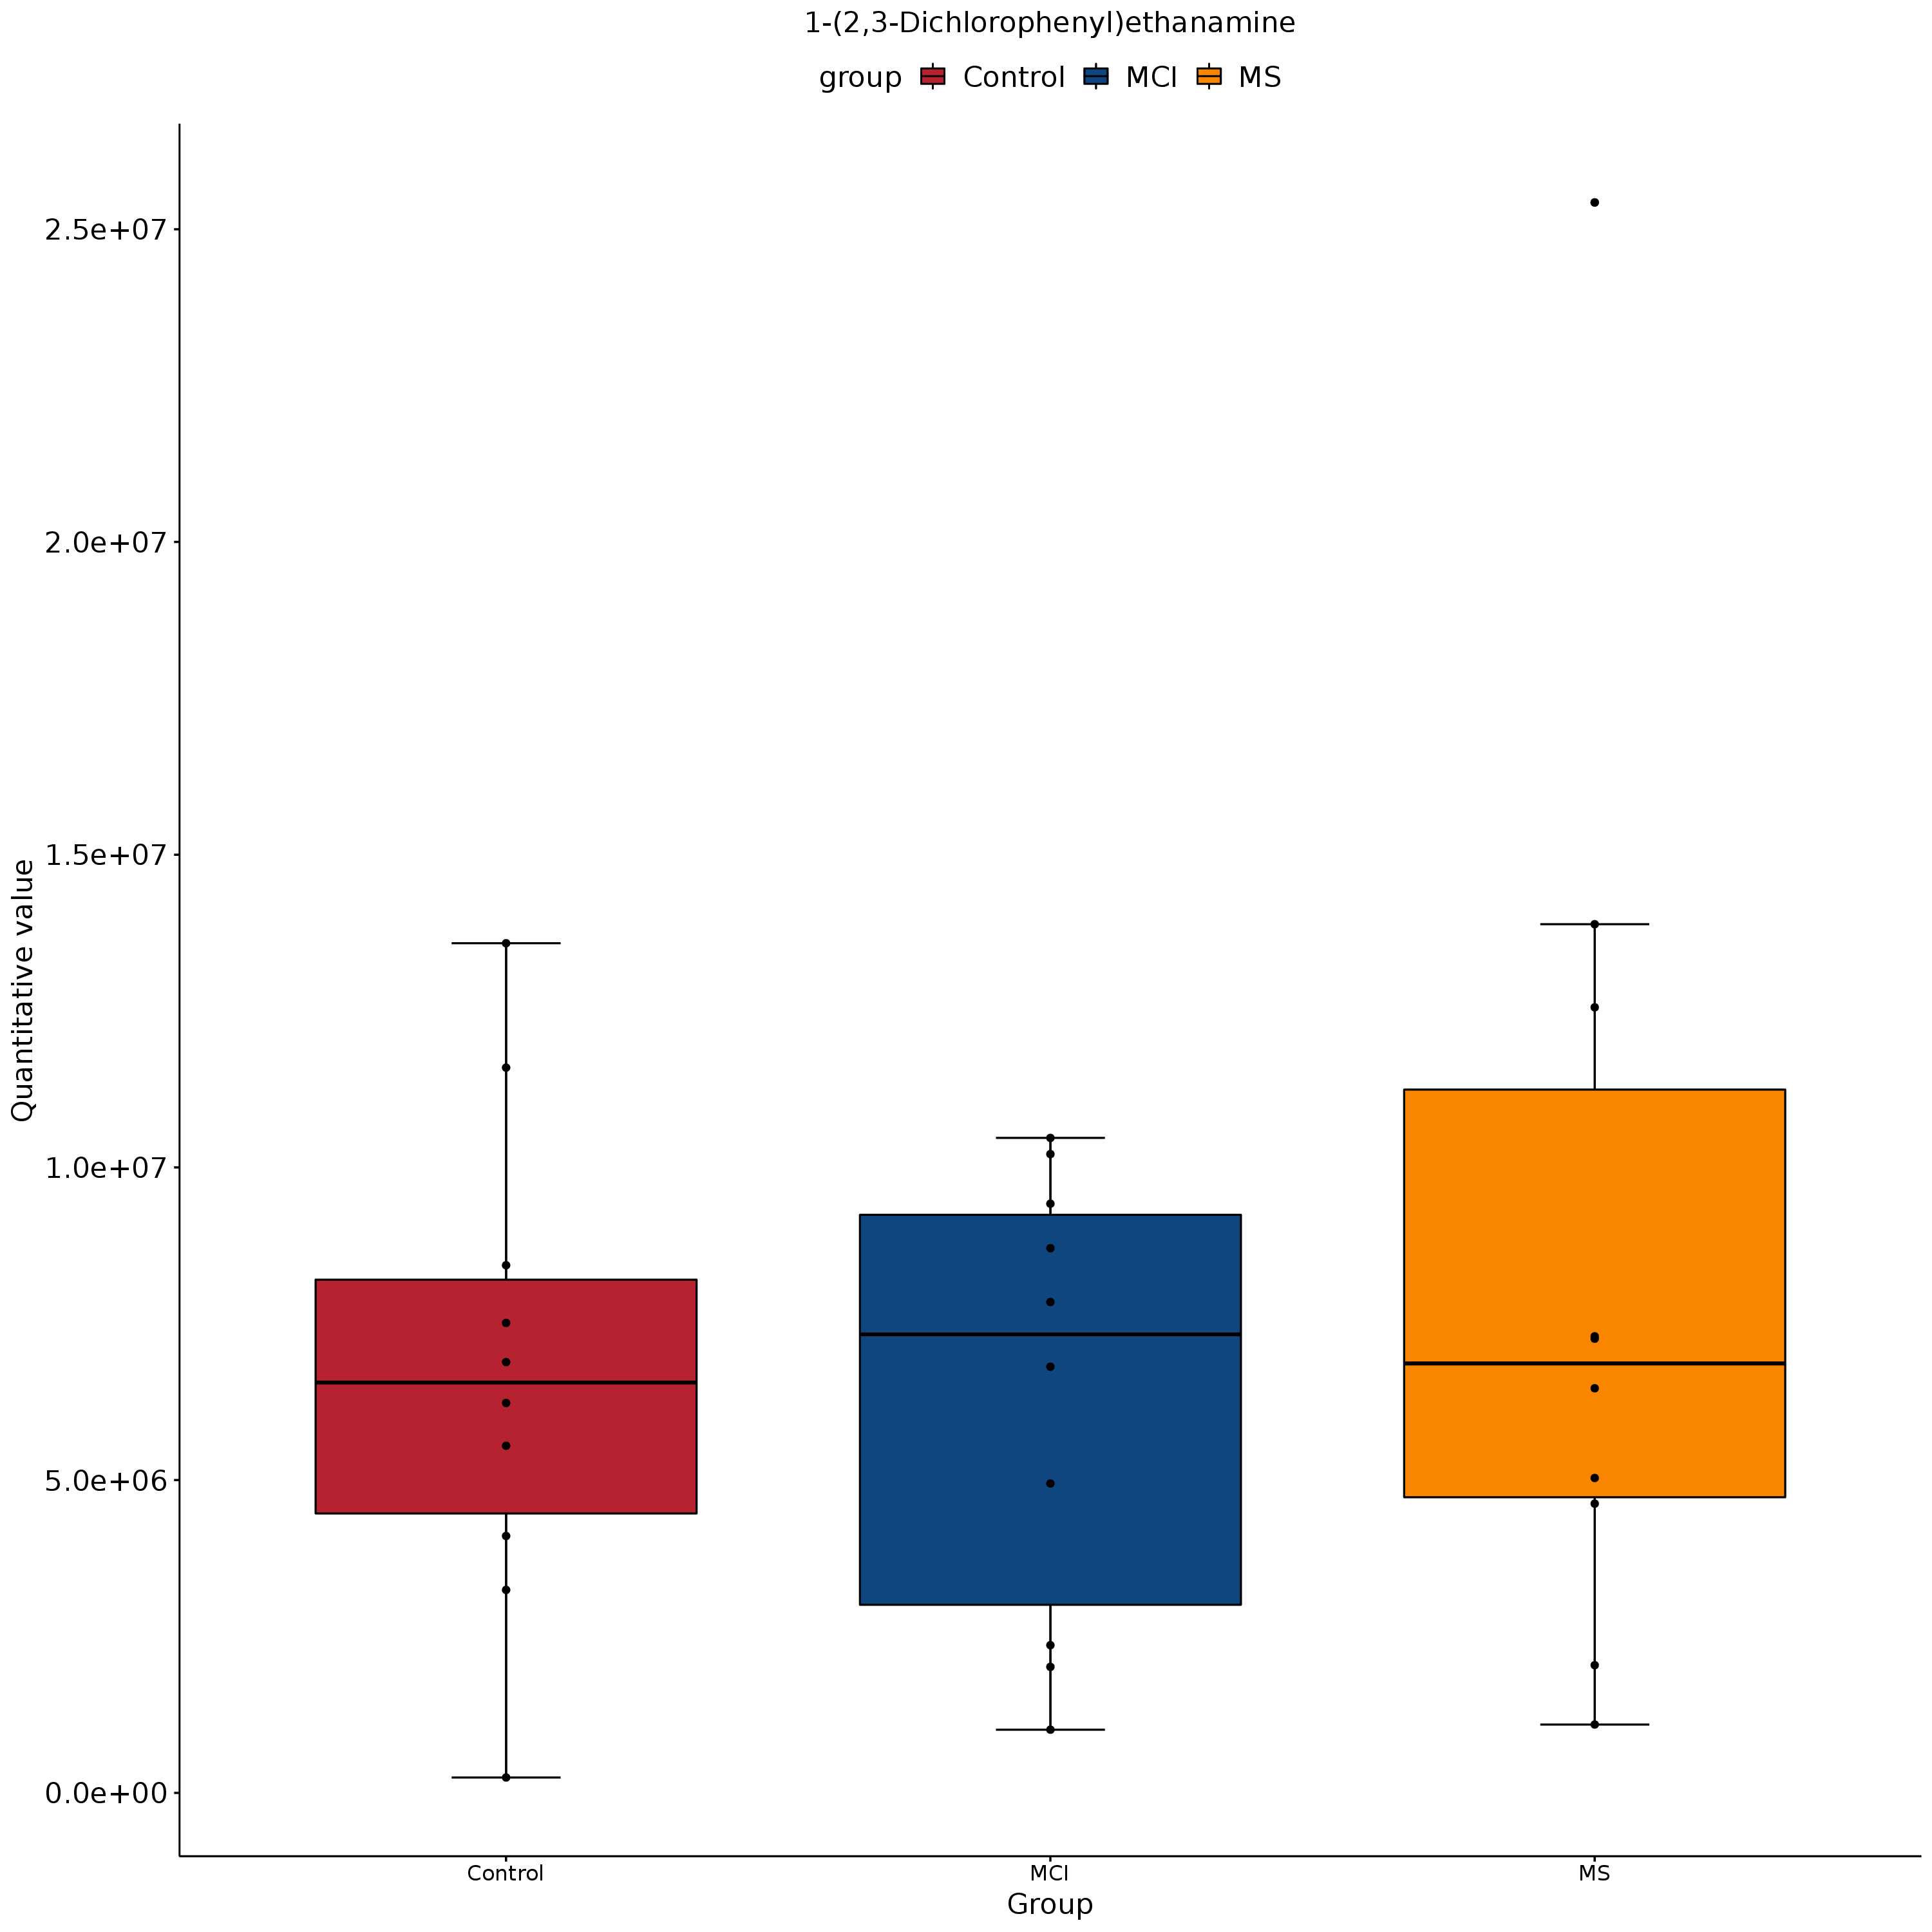 1-(2,3-Dichlorophenyl)ethanamine
group Control MCI MS
2.5e+07
2.0e+07
1.5e+07
1.0e+07
5.0e+06
0.0e+00
Quantitative value
Control MCI MS
Group